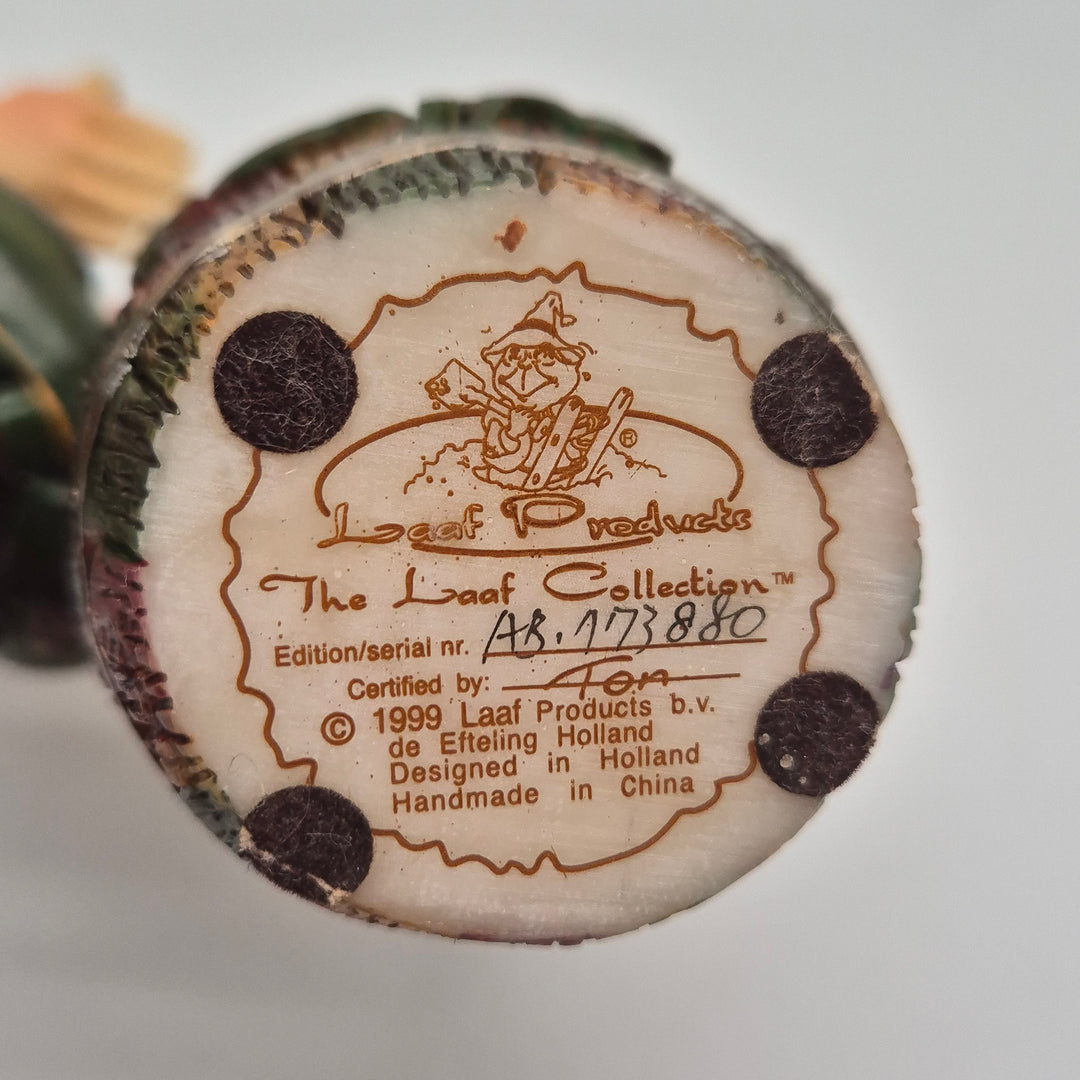 ®
Laaf Products
The Laaf Collection™
Edition/serial nr. AB.173880
Certified by: Ton
© 1999 Laaf Products b.v.
de Efteling Holland
Designed in Holland
Handmade in China